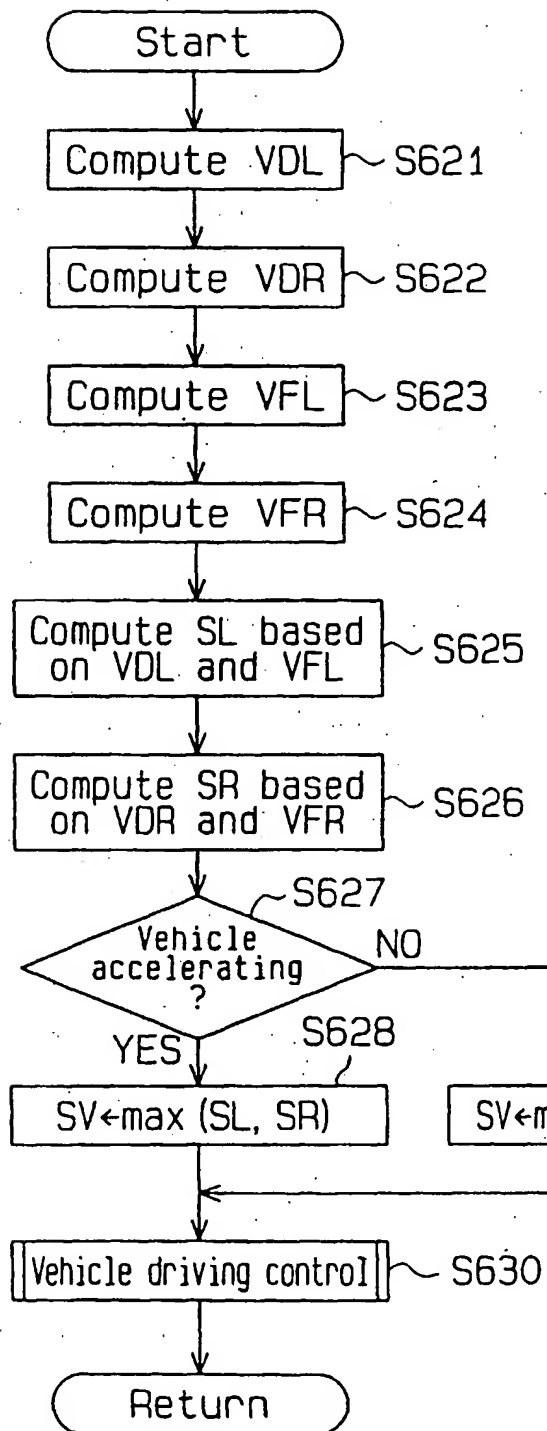 Start
Compute VDL
S621
Compute VDR
S622
Compute VFL
S623
Compute VFR
S624
Compute SL based
on VDL and VFL
S625
Compute SR based
on VDR and VFR
S626
S627
Vehicle
accelerating
?
NO
YES
S628
SV←max (SL, SR)
SV←m
Vehicle driving control
S630
Return